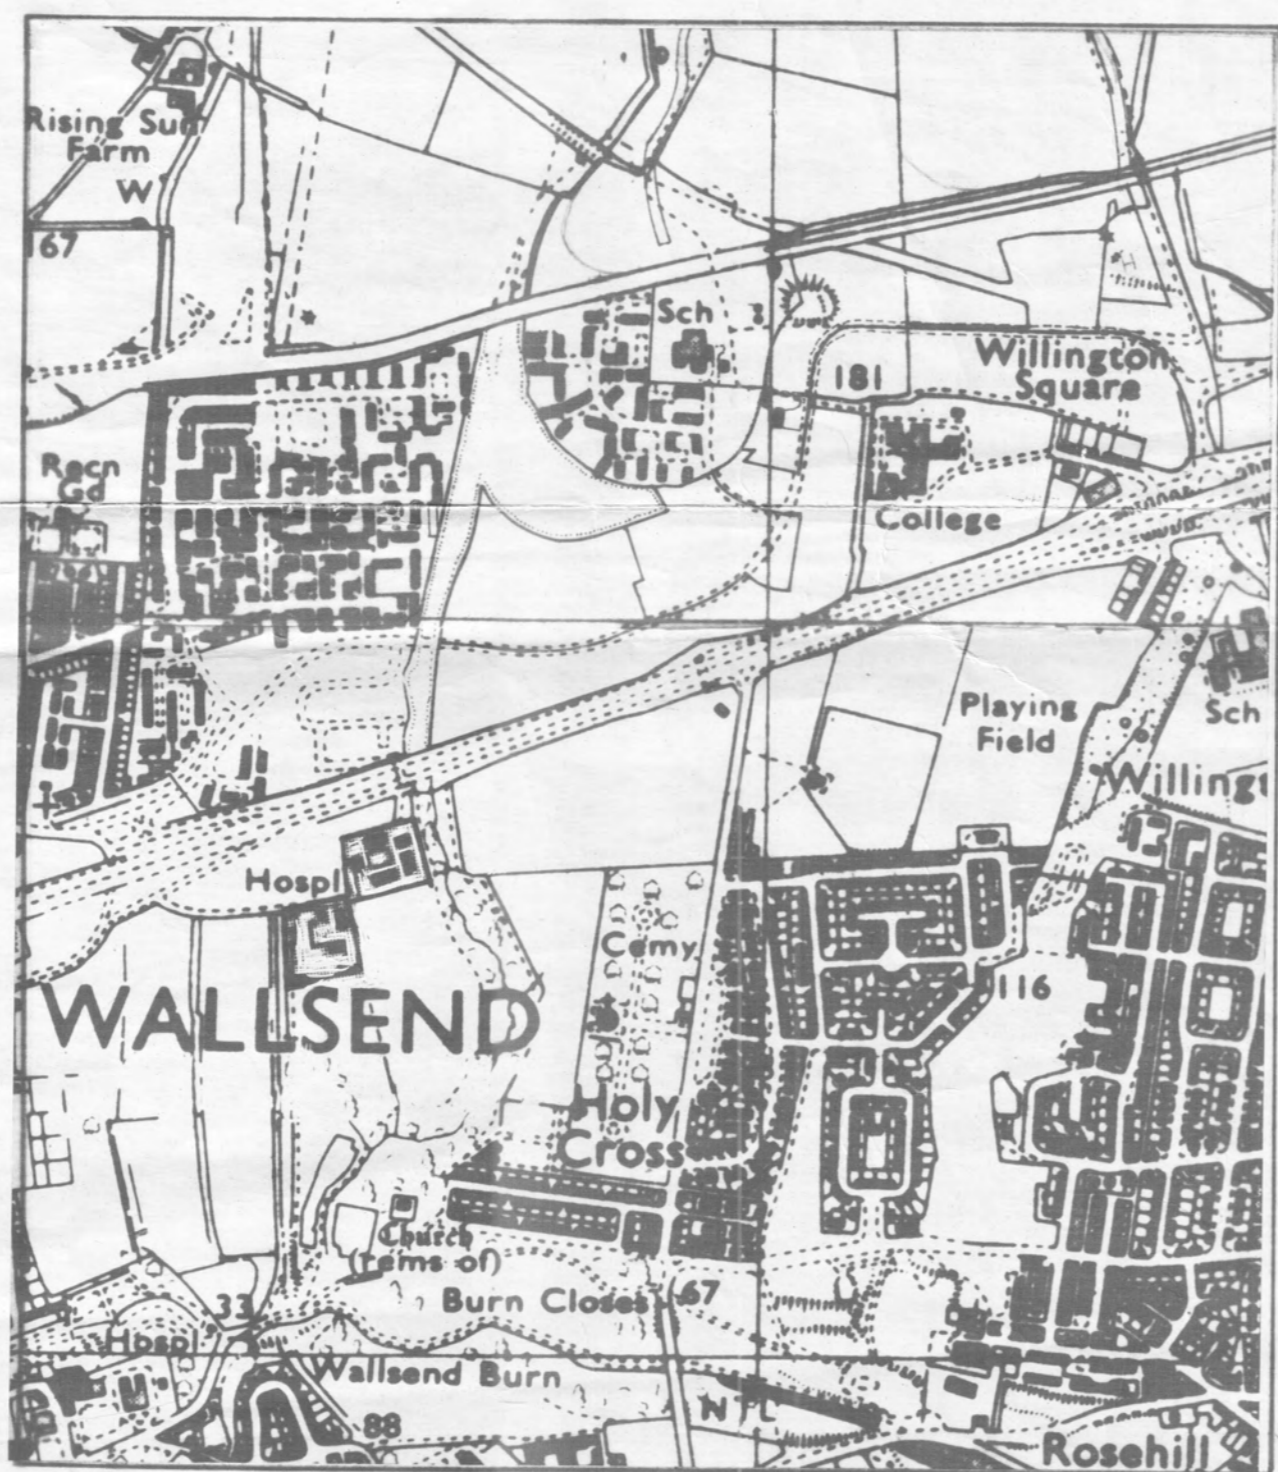 Rising Sun
Farm
W
167
Sch
181
Willington
Square
Recn
Gd
College
Playing
Field
Sch
Willingt
Hospl
Cemy
WALLSEND
116
Holy
Cross
Church
(rems of)
Burn Closes
67
33
Hospl
Wallsend Burn
88
NTL
Rosehill